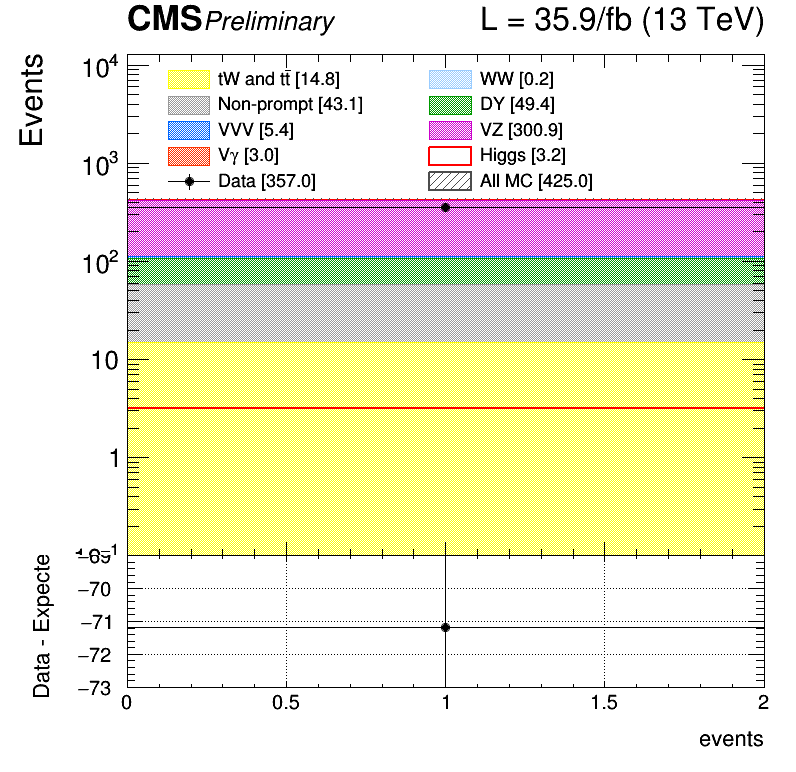 CMS Preliminary L = 35.9/fb (13 TeV)
Events
10⁴
10³
10²
10
1
tW and tt̄ [14.8] WW [0.2]
Non-prompt [43.1] DY [49.4]
VVV [5.4] VZ [300.9]
Vγ [3.0] Higgs [3.2]
Data [357.0] All MC [425.0]
Data - Expecte
−69
−70
−71
−72
−73
0 0.5 1 1.5 2
events